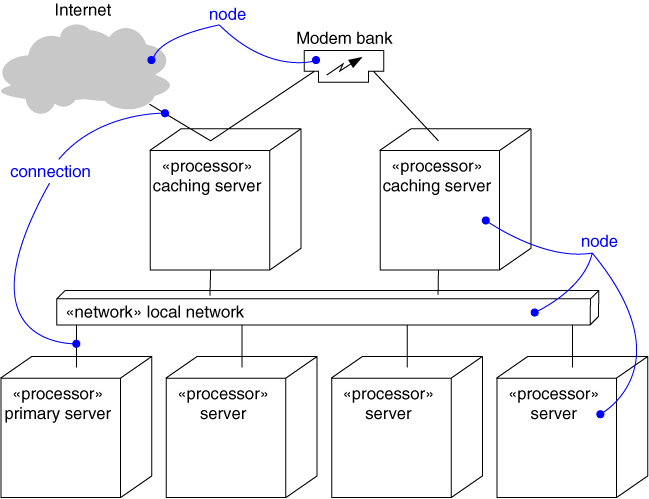 Internet
node
Modem bank
connection
«processor»
caching server
«processor»
caching server
node
«network» local network
«processor»
primary server
«processor»
server
«processor»
server
«processor»
server